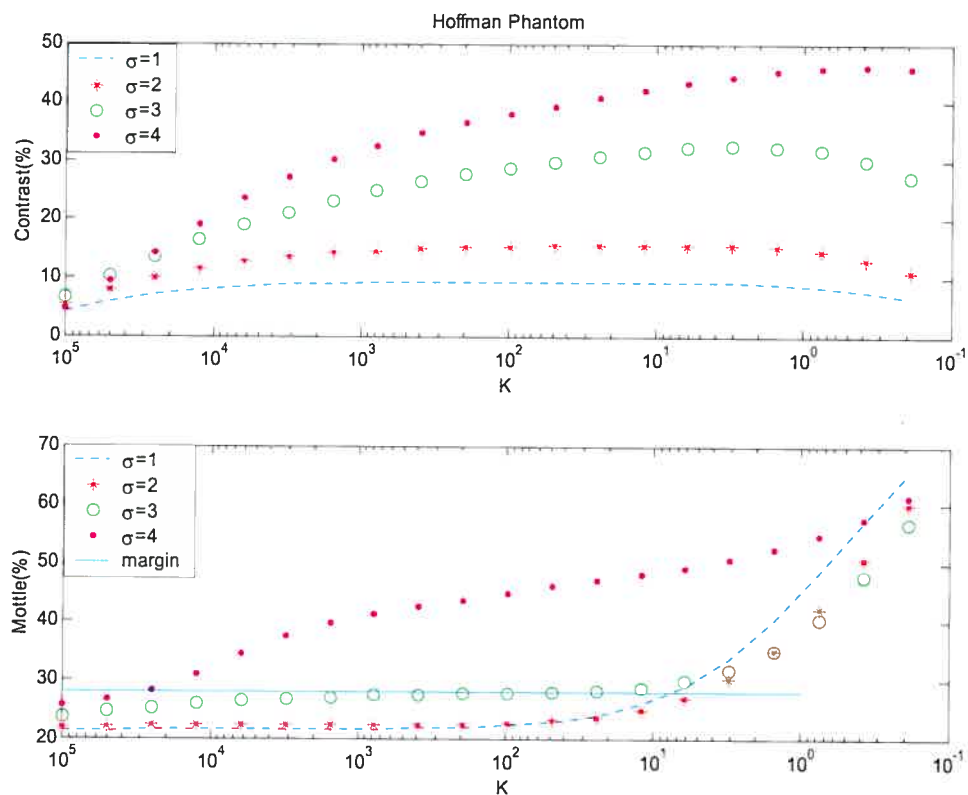 Hoffman Phantom
50
40
30
20
10
0
Contrast(%)
σ=1
σ=2
σ=3
σ=4
10^5
10^4
10^3
10^2
10^1
10^0
10^-1
K
70
60
50
40
30
20
Mottle(%)
σ=1
σ=2
σ=3
σ=4
margin
10^5
10^4
10^3
10^2
10^1
10^0
10^-1
K